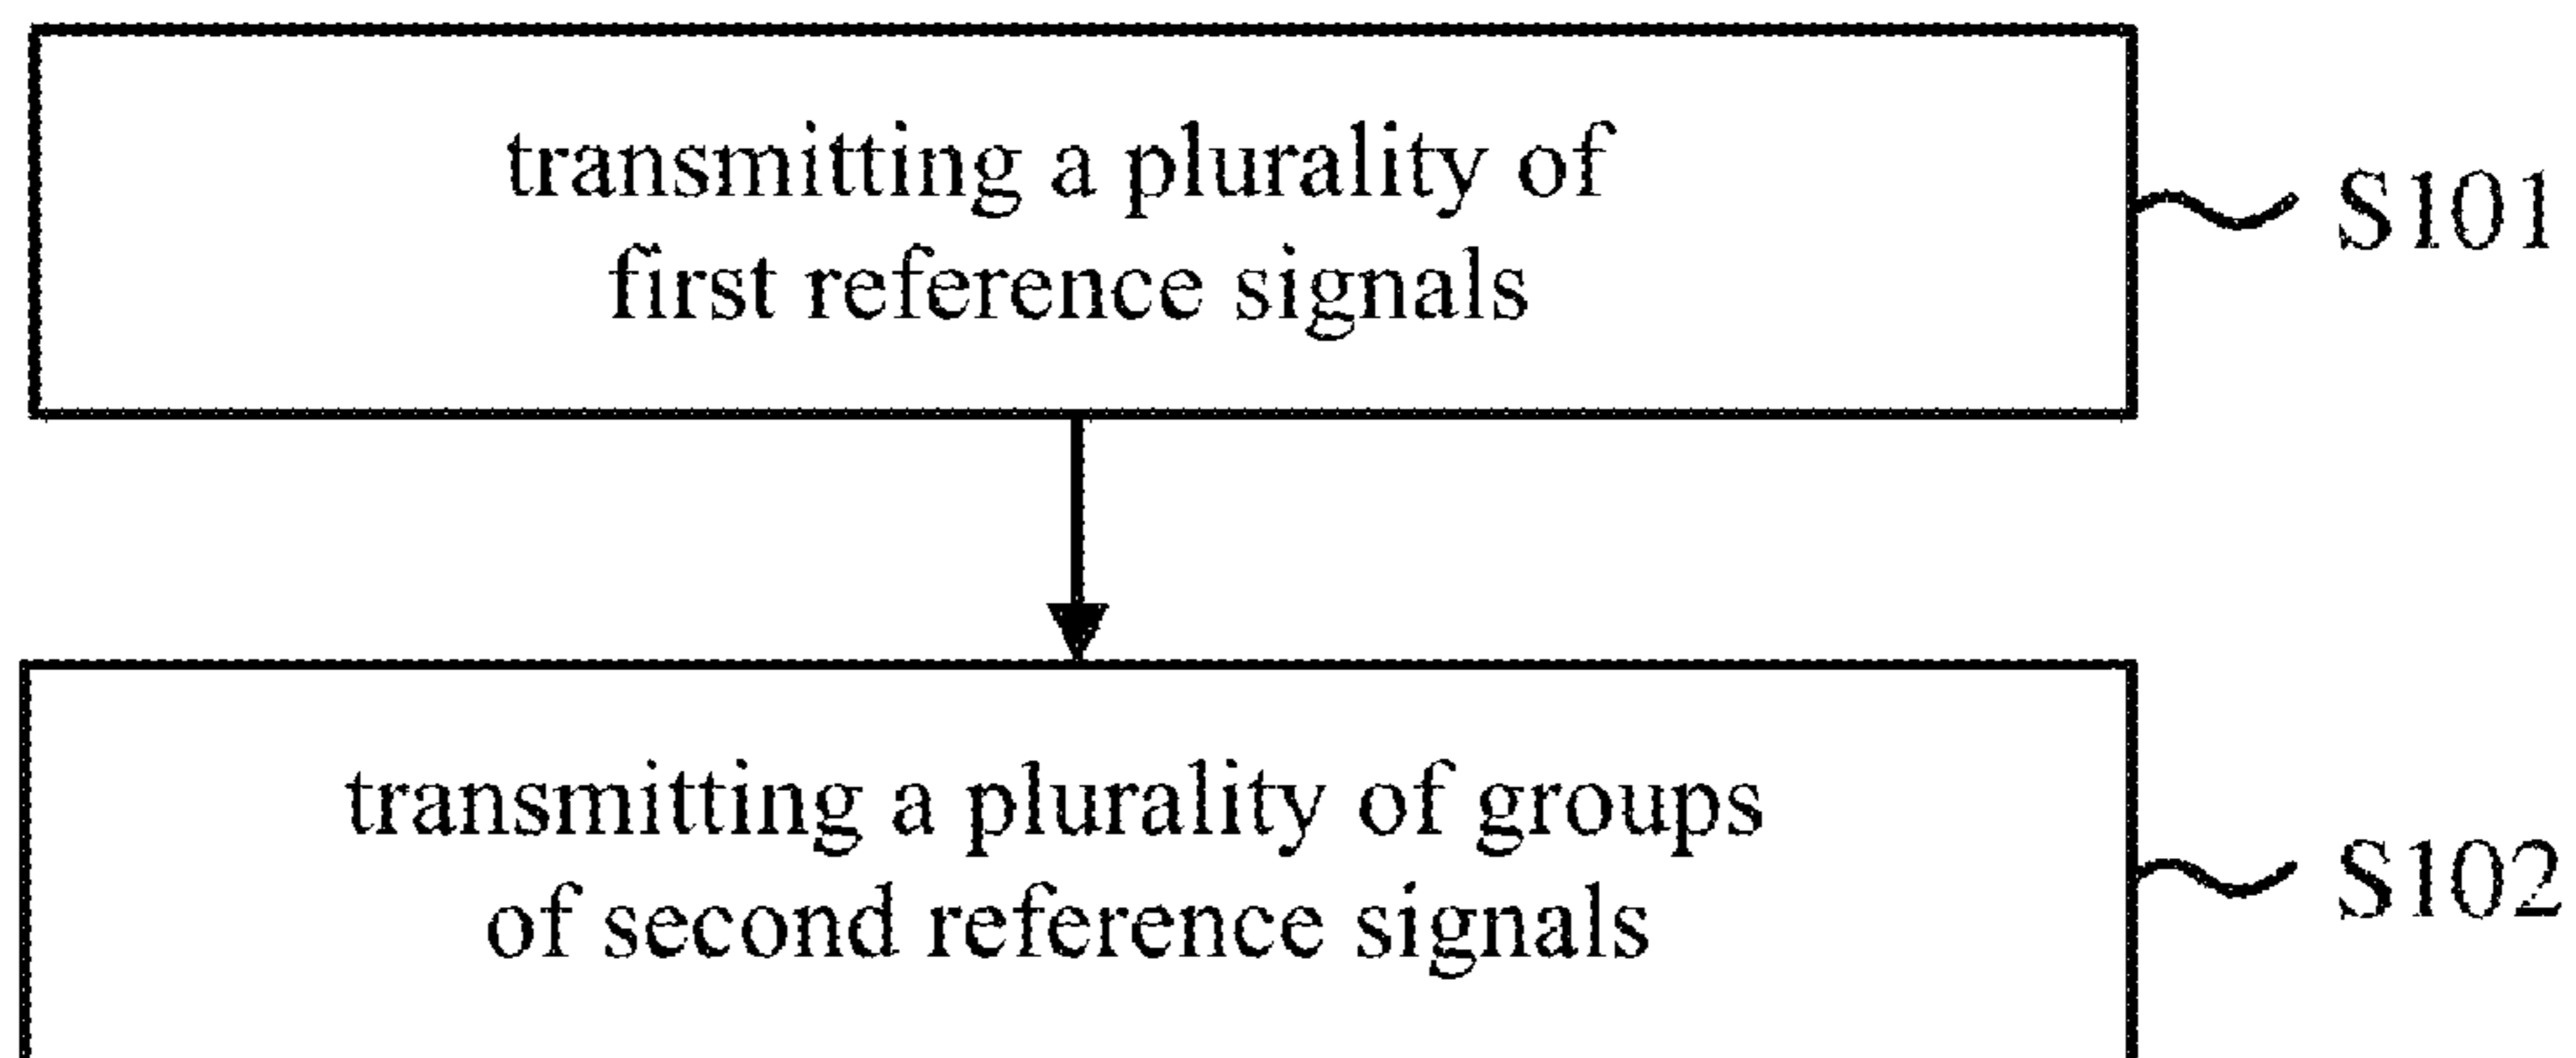 transmitting a plurality of
first reference signals
S101
transmitting a plurality of groups
of second reference signals
S102